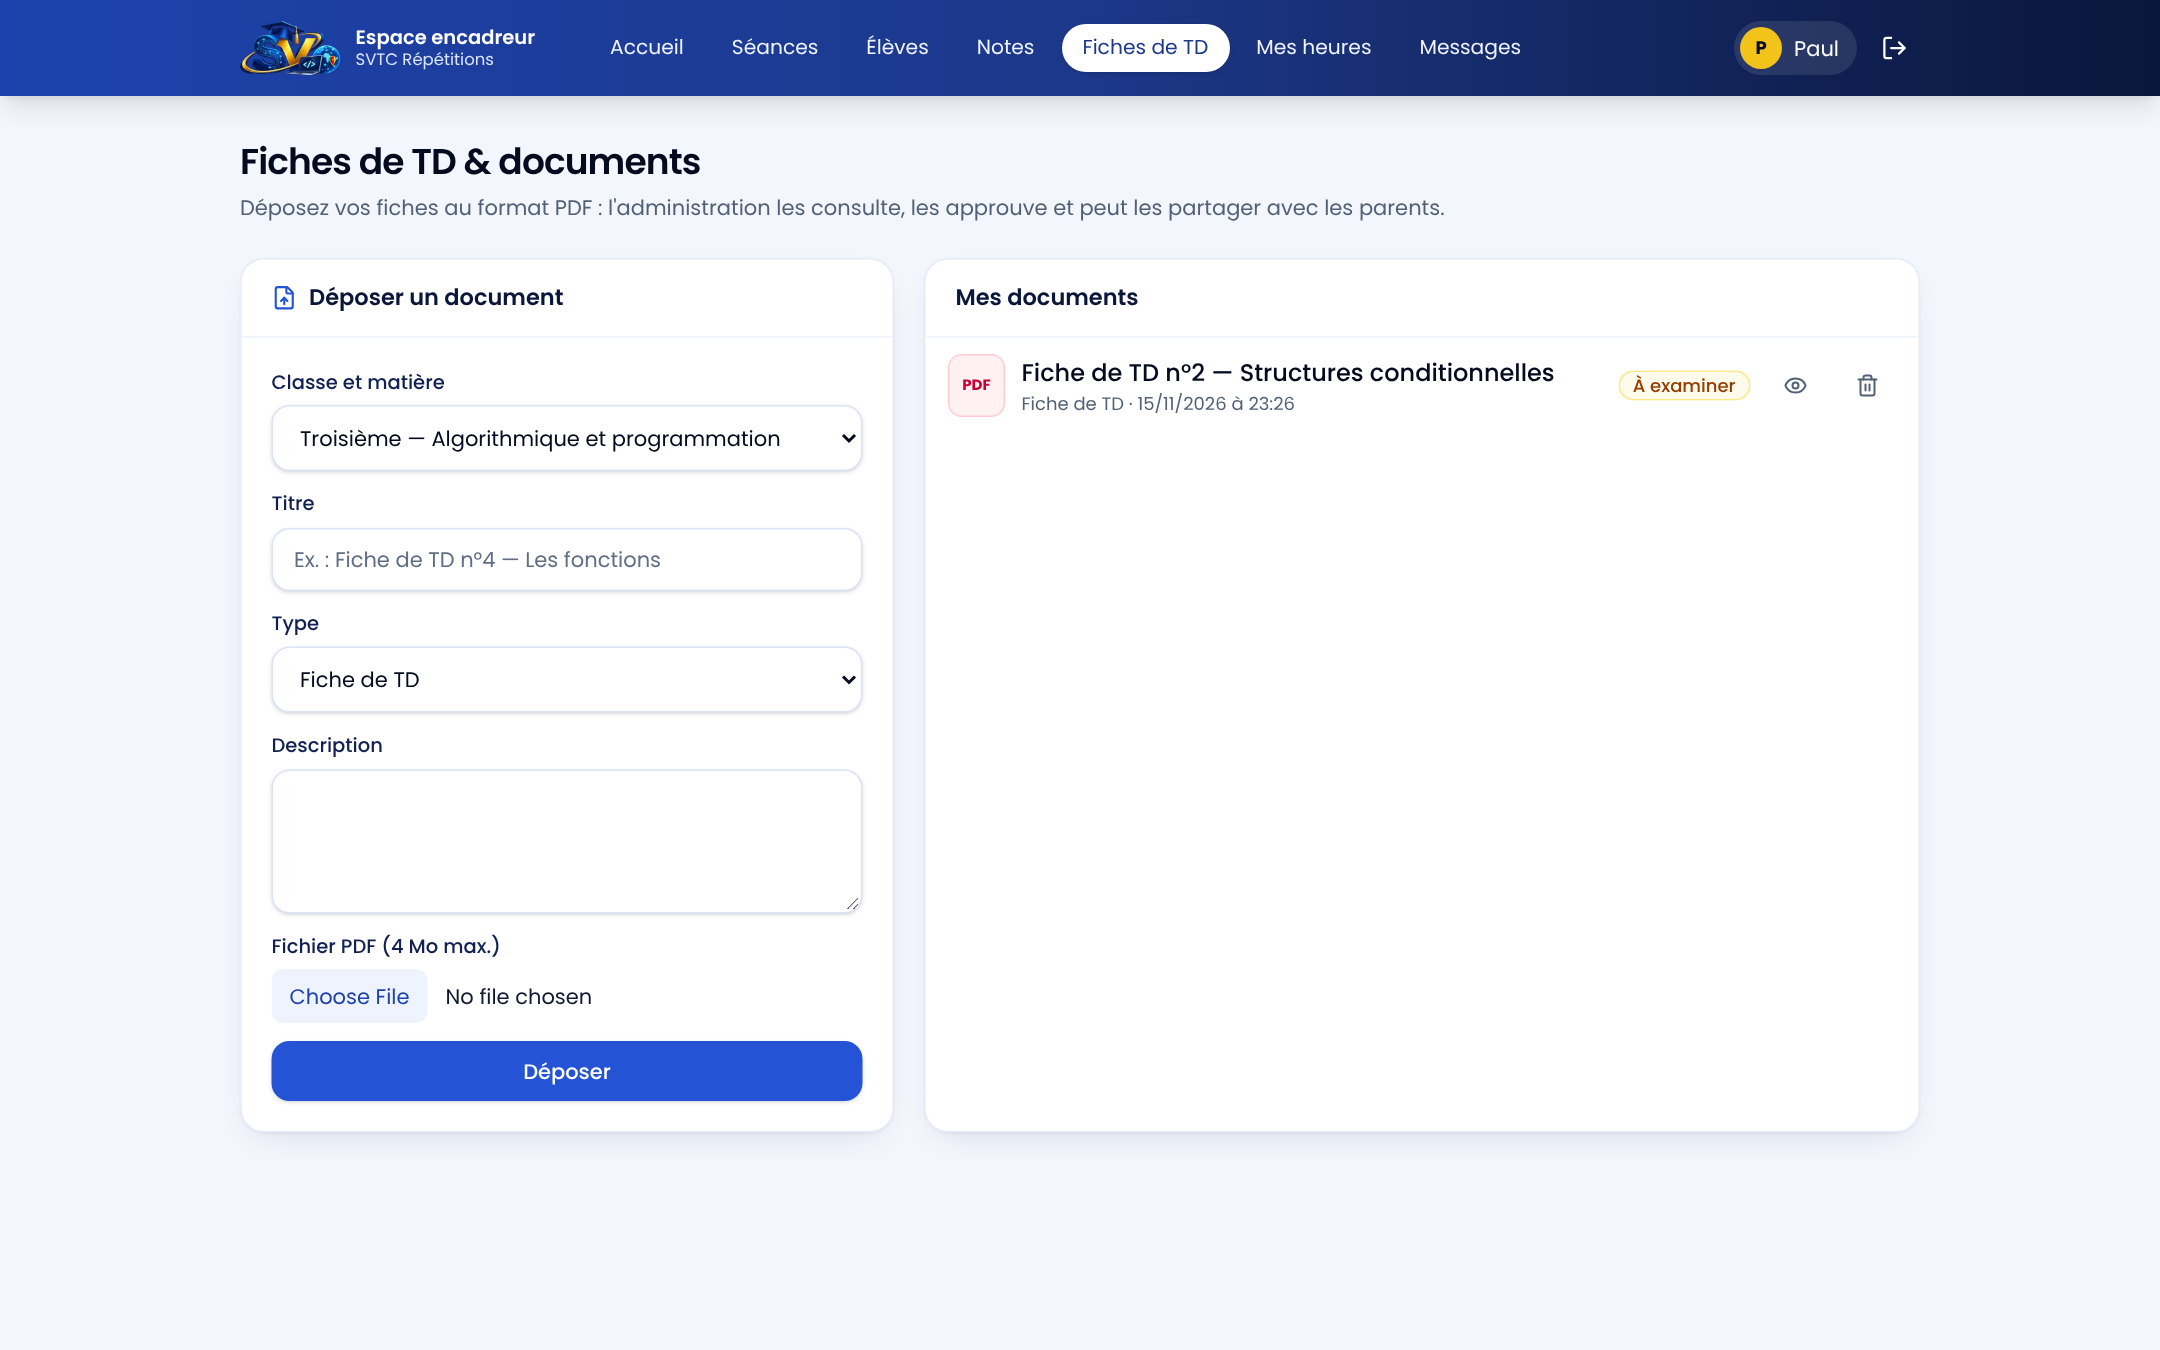 Espace encadreur
SVTC Répétitions
Accueil
Séances
Élèves
Notes
Fiches de TD
Mes heures
Messages
P
Paul
Fiches de TD & documents
Déposez vos fiches au format PDF : l'administration les consulte, les approuve et peut les partager avec les parents.
Déposer un document
Classe et matière
Troisième — Algorithmique et programmation
Titre
Ex. : Fiche de TD n°4 — Les fonctions
Type
Fiche de TD
Description
Fichier PDF (4 Mo max.)
Choose File No file chosen
Déposer
Mes documents
PDF
Fiche de TD n°2 — Structures conditionnelles
Fiche de TD · 15/11/2026 à 23:26
À examiner